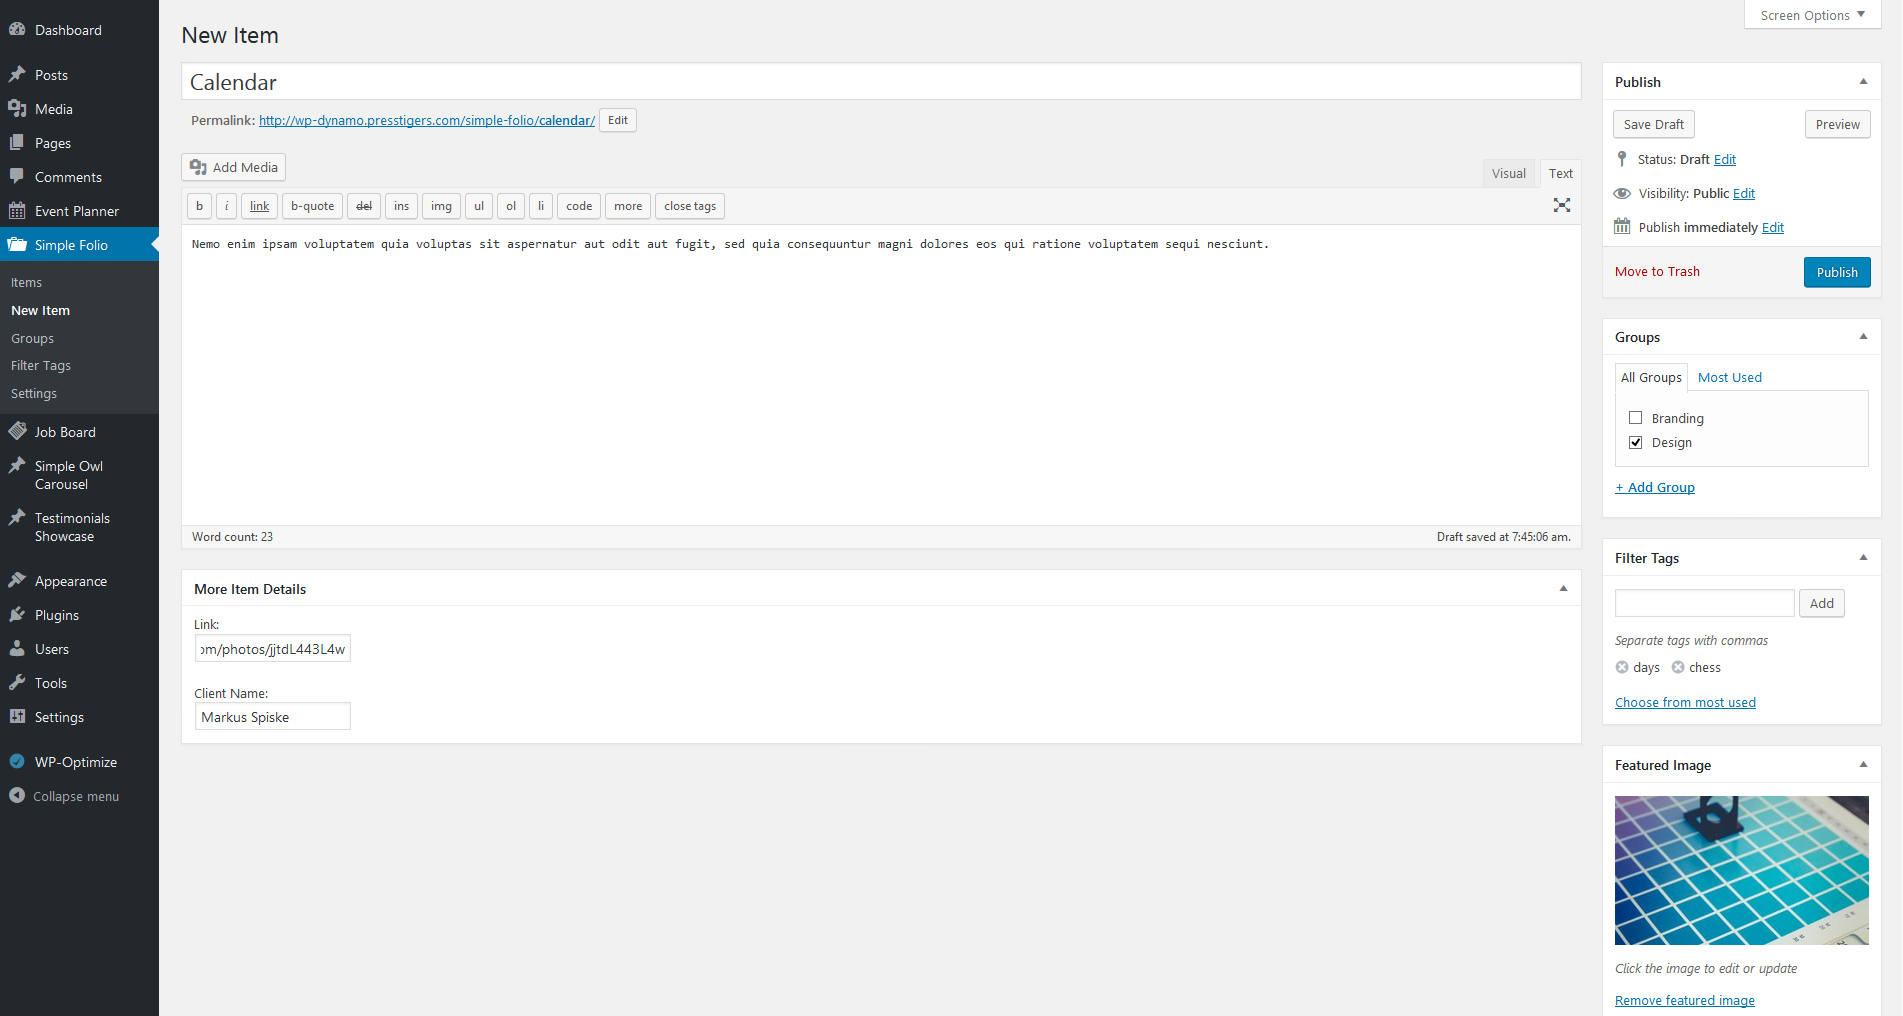 Dashboard
Posts
Media
Pages
Comments
Event Planner
Simple Folio
Items
New Item
Groups
Filter Tags
Settings
Job Board
Simple Owl
Carousel
Testimonials
Showcase
Appearance
Plugins
Users
Tools
Settings
WP-Optimize
Collapse menu
Screen Options
New Item
Calendar
Permalink: http://wp-dynamo.presstigers.com/simple-folio/calendar/ Edit
Add Media
Visual Text
b i link b-quote del ins img ul ol li code more close tags
Nemo enim ipsam voluptatem quia voluptas sit aspernatur aut odit aut fugit, sed quia consequuntur magni dolores eos qui ratione voluptatem sequi nesciunt.
Word count: 23 Draft saved at 7:45:06 am.
More Item Details
Link:
om/photos/jjtdL443L4w
Client Name:
Markus Spiske
Publish
Save Draft Preview
Status: Draft Edit
Visibility: Public Edit
Publish immediately Edit
Move to Trash Publish
Groups
All Groups Most Used
Branding
Design
+ Add Group
Filter Tags
Add
Separate tags with commas
days chess
Choose from most used
Featured Image
Click the image to edit or update
Remove featured image